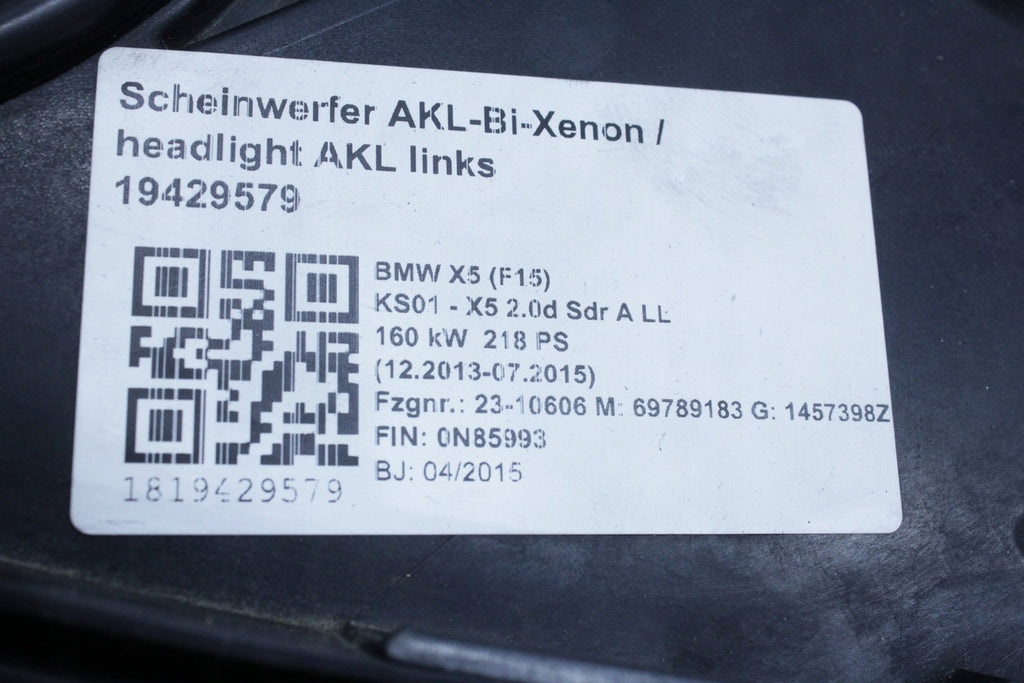 Scheinwerfer AKL-Bi-Xenon /
headlight AKL links
19429579
BMW X5 (F15)
KS01 - X5 2.0d Sdr A LL
160 kW 218 PS
(12.2013-07.2015)
Fzgnr.: 23-10606 M: 69789183 G: 1457398Z
FIN: 0N85993
BJ: 04/2015
1819429579